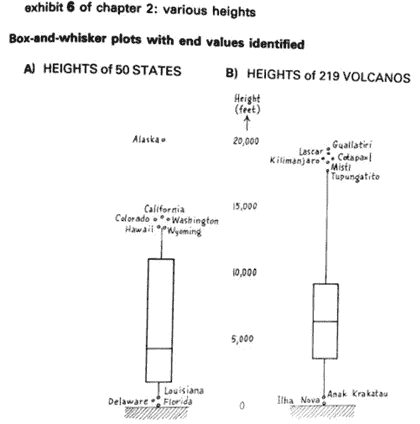 exhibit 6 of chapter 2: various heights
Box-and-whisker plots with end values identified
A) HEIGHTS of 50 STATES
B) HEIGHTS of 219 VOLCANOS
Height
(feet)
Alaska
20,000
Guallatiri
Lascar
Cotapaxi
Kilimanjaro
Misti
Tupungatito
15,000
California
Colorado
Washington
Hawaii
Wyoming
10,000
5,000
Louisiana
Delaware
Florida
0
Ilha Nova
Anak Krakatau